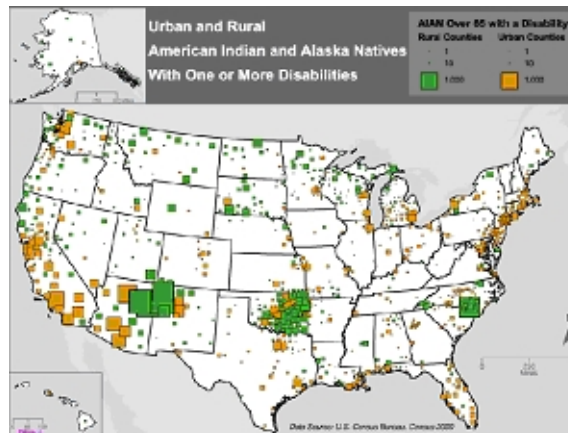 Urban and Rural
American Indian and Alaska Natives
With One or More Disabilities
AIAN Over 65 with a Disability
Rural Counties Urban Counties
1 1
10 10
1,000 1,000
Data Source: U.S. Census Bureau, Census 2000